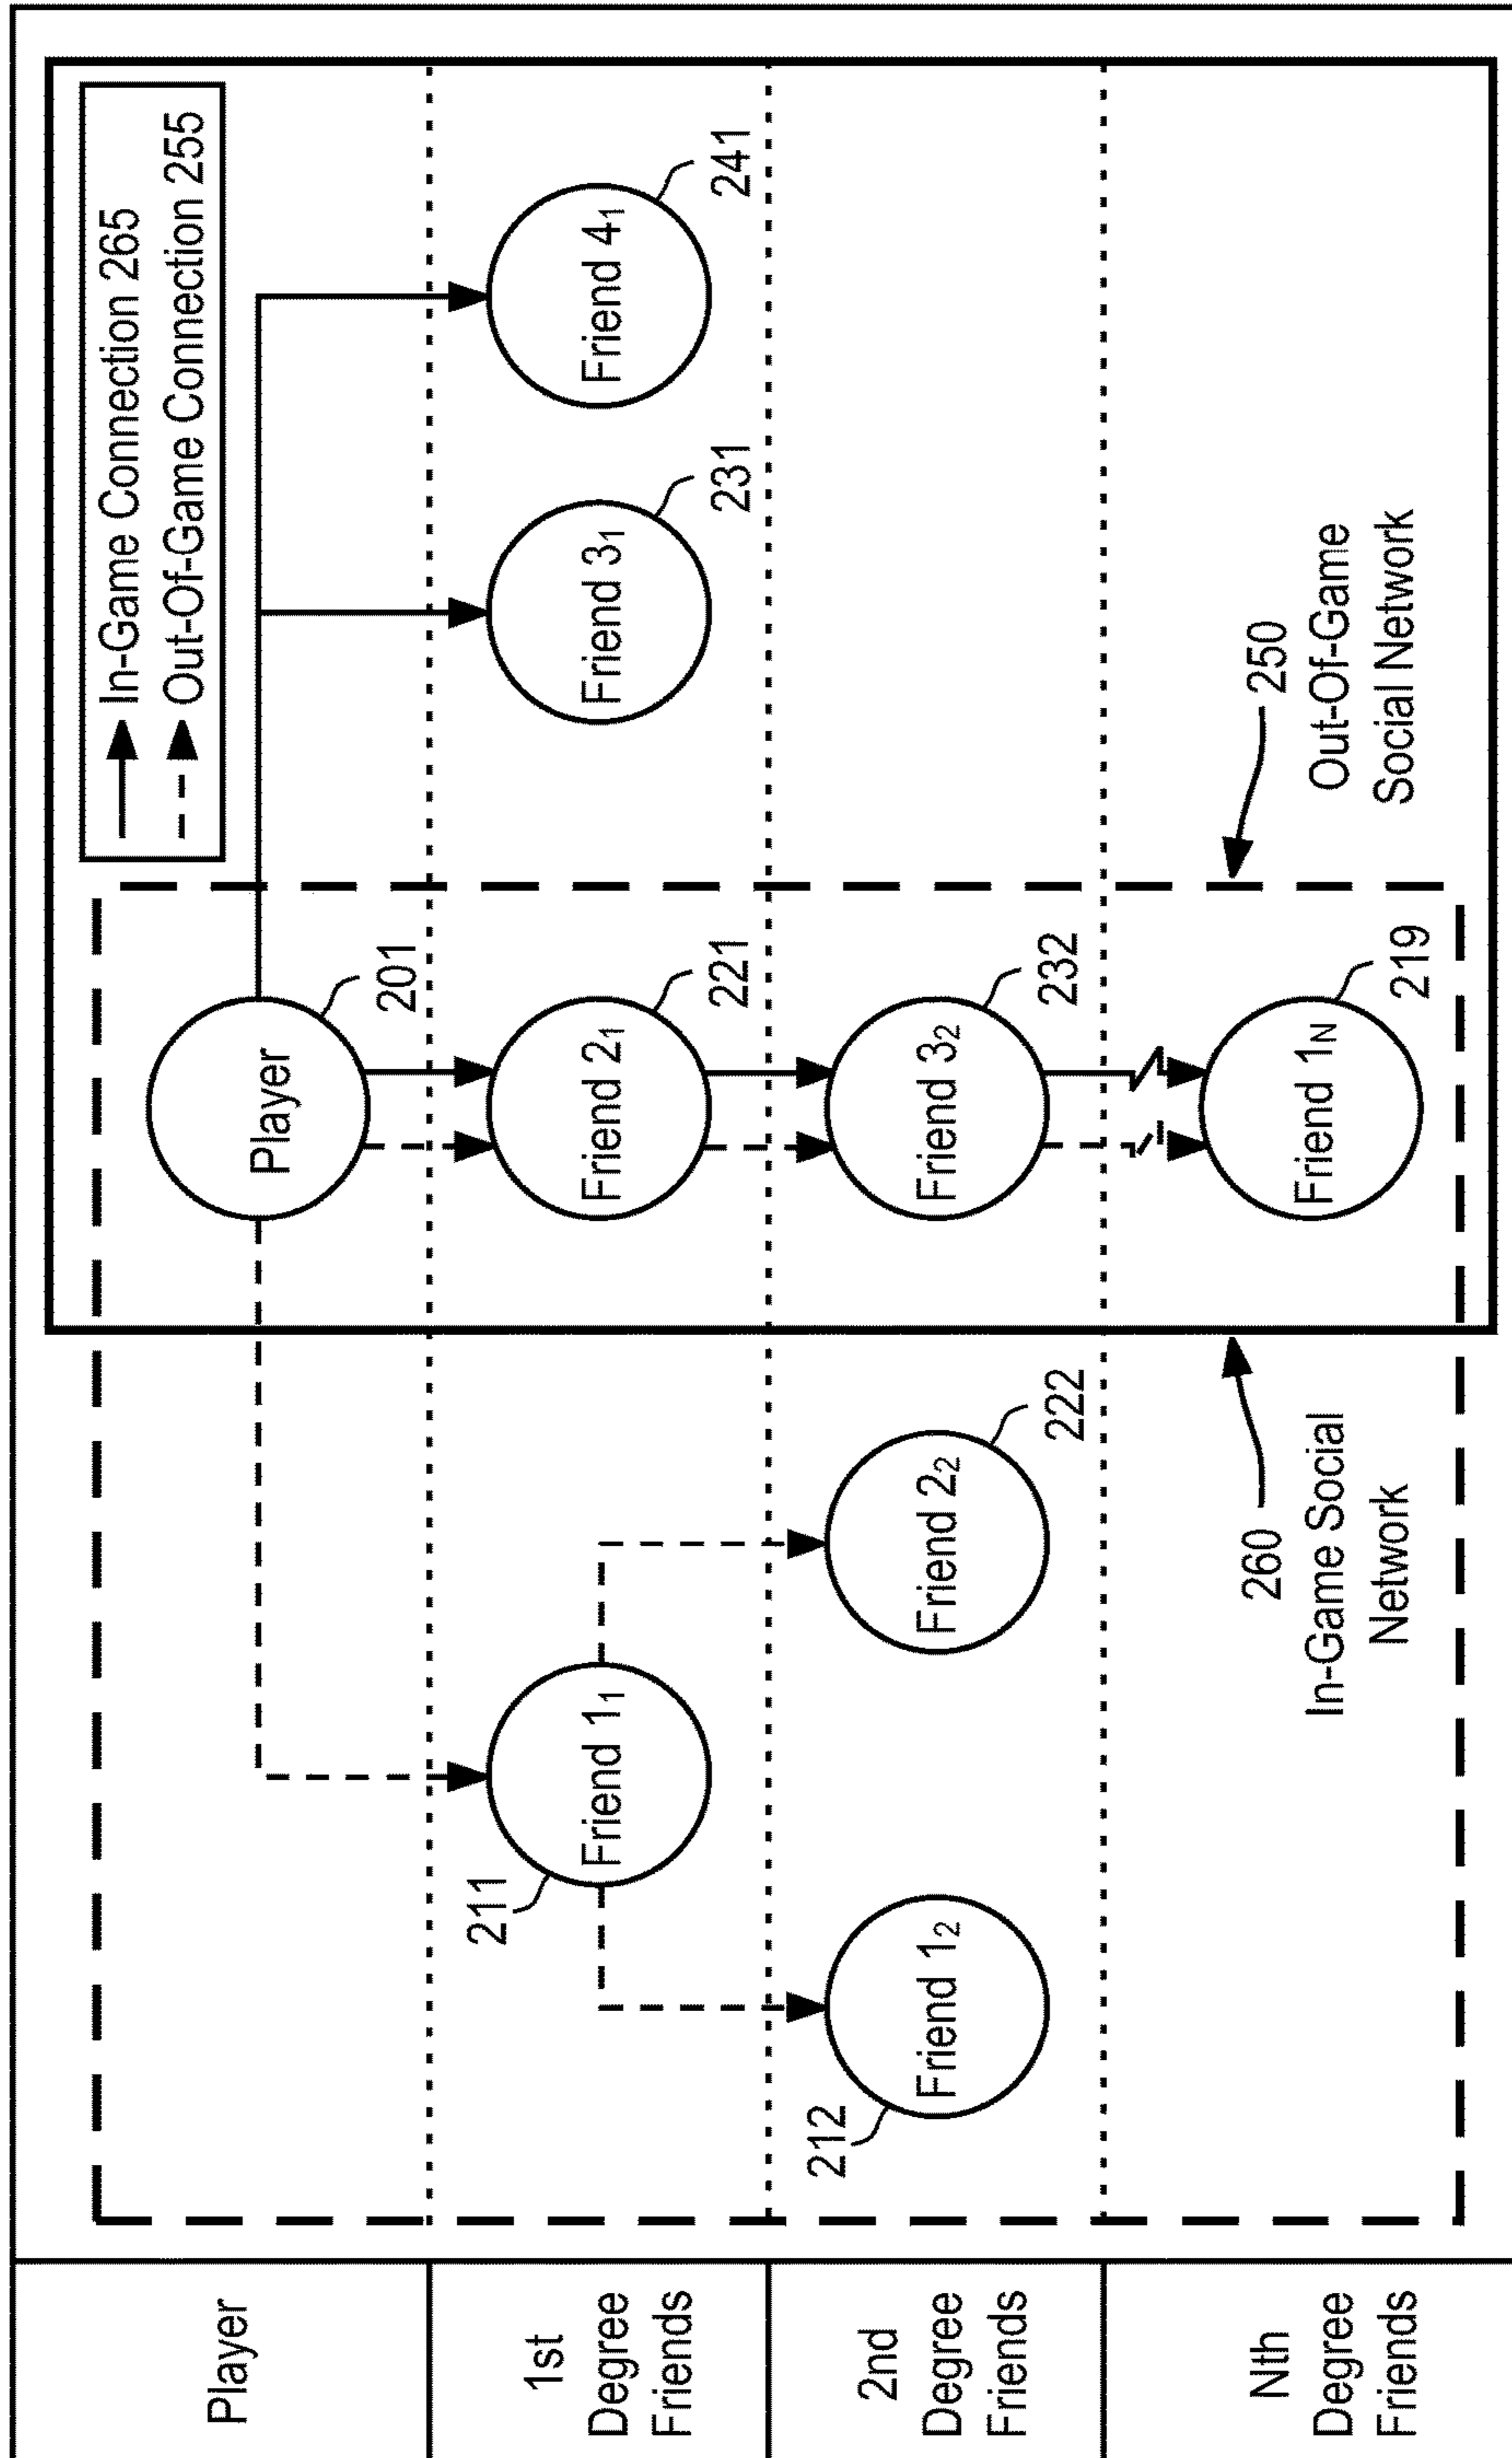 In-Game Connection 265
Out-Of-Game Connection 255
Player
Player
201
1st
Degree
Friends
211
Friend 1₁
Friend 2₁
221
Friend 3₁
231
Friend 4₁
241
2nd
Degree
Friends
212
Friend 1₂
Friend 2₂
222
Friend 3₂
232
Nth
Degree
Friends
260
In-Game Social
Network
Friend 1ₙ
219
250
Out-Of-Game
Social Network